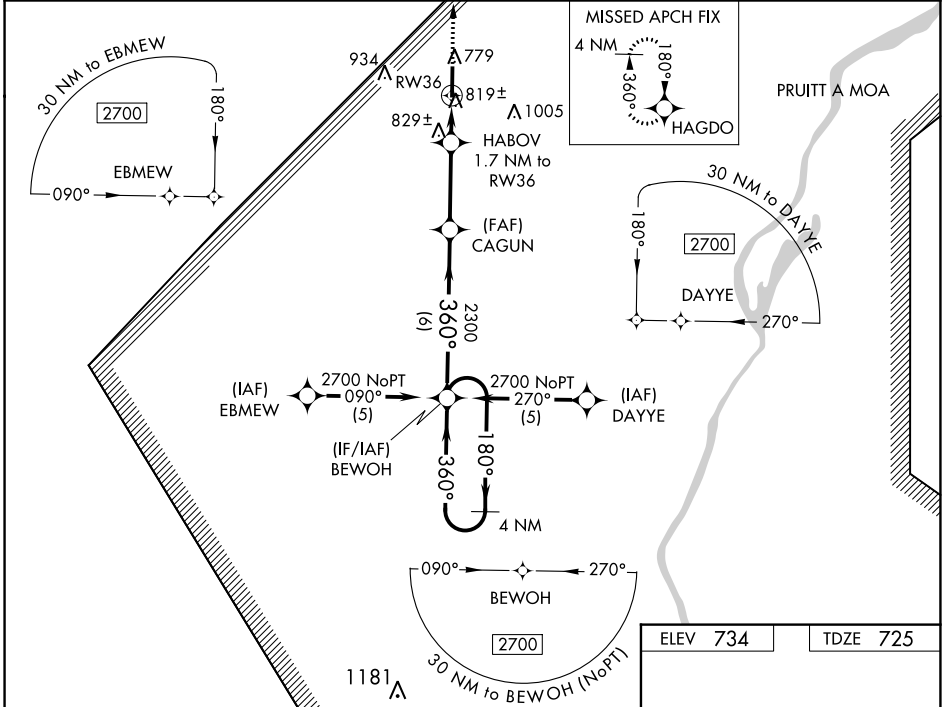 MISSED APCH FIX
4 NM
180°
360°
HAGDO
PRUITT A MOA
934
RW36
779
819±
829±
1005
HABOV
1.7 NM to
RW36
30 NM to EBMEW
2700
180°
EBMEW
090°
30 NM to DAYYE
180°
2700
DAYYE
270°
(FAF)
CAGUN
2300
360°
(6)
(IAF)
EBMEW
2700 NoPT
090°
(5)
2700 NoPT
270°
(5)
(IAF)
DAYYE
(IF/IAF)
BEWOH
360°
180°
4 NM
090°
270°
BEWOH
2700
30 NM to BEWOH (NoPT)
1181
ELEV 734
TDZE 725